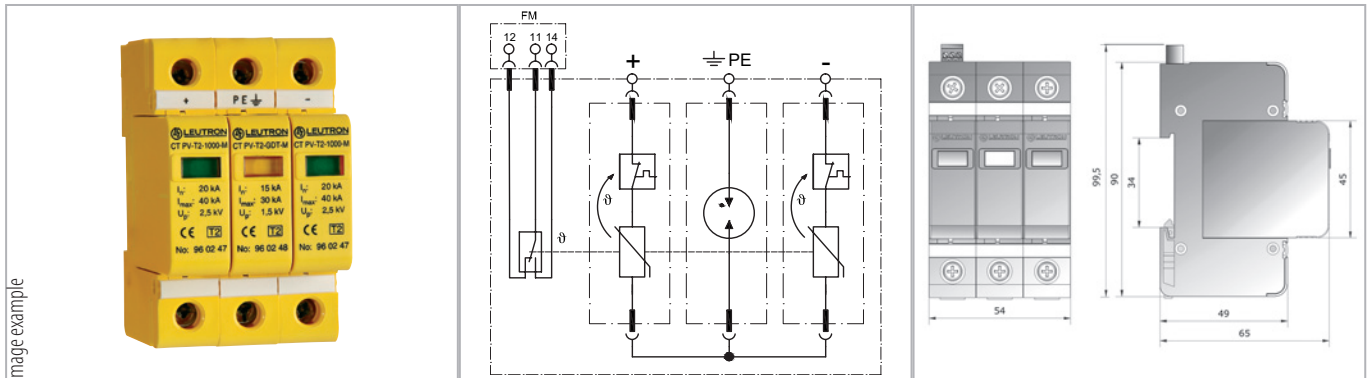 + PE -
LEUTRON LEUTRON LEUTRON
CT PV-T2-1000-M CT PV-T2-GDT-M CT PV-T2-1000-M
In: 20 kA In: 15 kA In: 20 kA
Imax: 40 kA Imax: 30 kA Imax: 40 kA
Up: 2,5 kV Up: 1,5 kV Up: 2,5 kV
CE T2 CE T2 CE T2
No: 96 02 47 No: 96 02 48 No: 96 02 47
mage example
FM
12 11 14
+ PE -
ϑ ϑ
ϑ
99,5
90
34
45
54
49
65